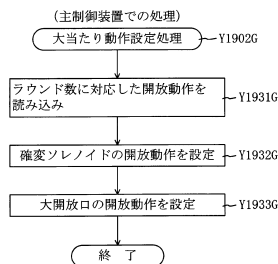 (主制御装置での処理)
大当たり動作設定処理
Y1902G
ラウンド数に対応した開放動作を
読み込み
Y1931G
確変ソレノイドの開放動作を設定
Y1932G
大開放口の開放動作を設定
Y1933G
終 了